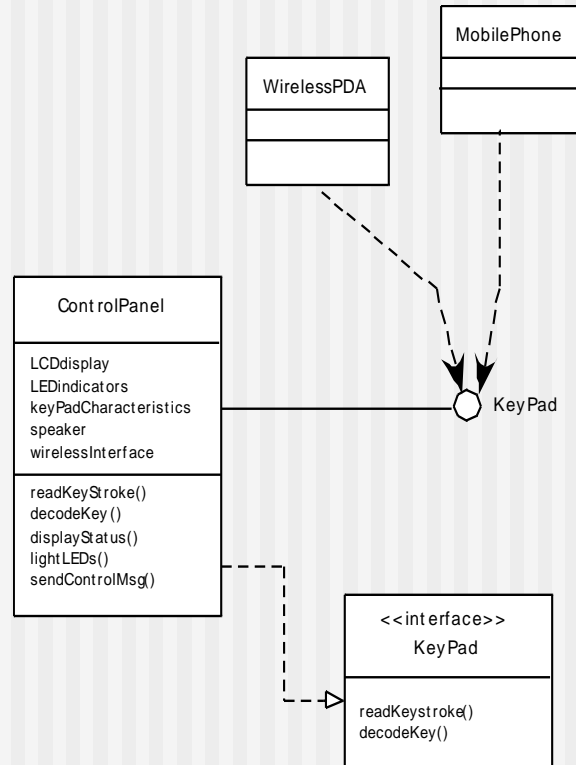 MobilePhone
WirelessPDA
ControlPanel
LCDdisplay
LEDindicators
keyPadCharacteristics
speaker
wirelessInterface
readKeyStroke()
decodeKey()
displayStatus()
lightLEDs()
sendControlMsg()
KeyPad
<<interface>>
KeyPad
readKeystroke()
decodeKey()